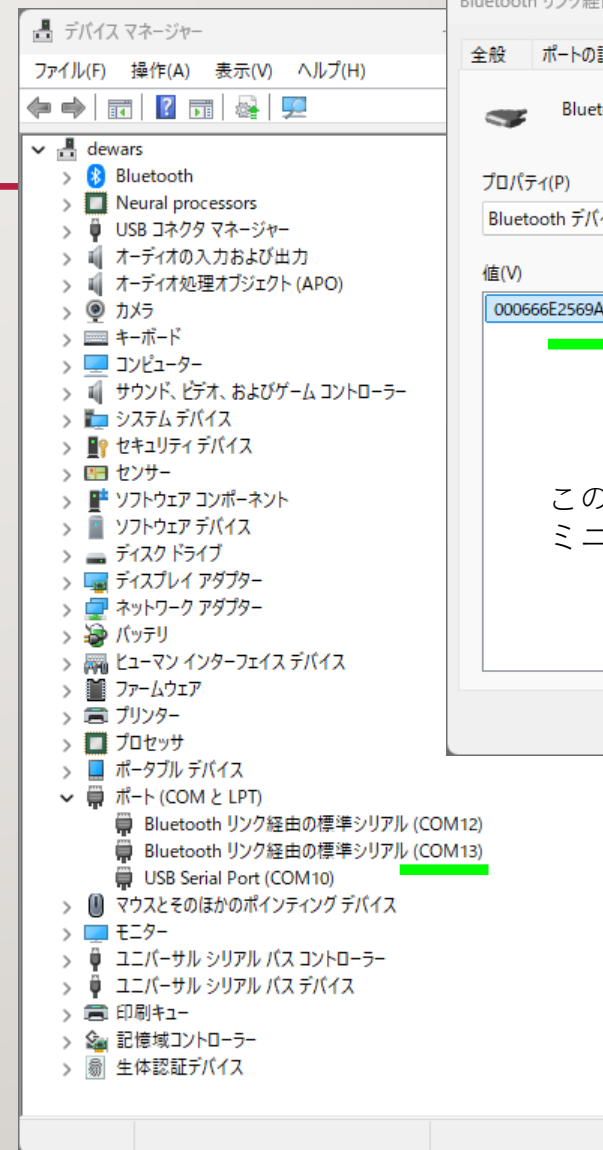 デバイス マネージャー
ファイル(F) 操作(A) 表示(V) ヘルプ(H)
dewars
Bluetooth
Neural processors
USB コネクタ マネージャー
オーディオの入力および出力
オーディオ処理オブジェクト (APO)
カメラ
キーボード
コンピューター
サウンド、ビデオ、およびゲーム コントローラー
システム デバイス
セキュリティ デバイス
センサー
ソフトウェア コンポーネント
ソフトウェア デバイス
ディスク ドライブ
ディスプレイ アダプター
ネットワーク アダプター
バッテリ
ヒューマン インターフェイス デバイス
ファームウェア
プリンター
プロセッサ
ポータブル デバイス
ポート (COM と LPT)
Bluetooth リンク経由の標準シリアル (COM12)
Bluetooth リンク経由の標準シリアル (COM13)
USB Serial Port (COM10)
マウスとそのほかのポインティング デバイス
モニター
ユニバーサル シリアル バス コントローラー
ユニバーサル シリアル バス デバイス
印刷キュー
記憶域コントローラー
生体認証デバイス
Bluetooth リンク経
全般 ポートの
Bluet
プロパティ(P)
Bluetooth デバ
値(V)
000666E2569A
この
ミニ